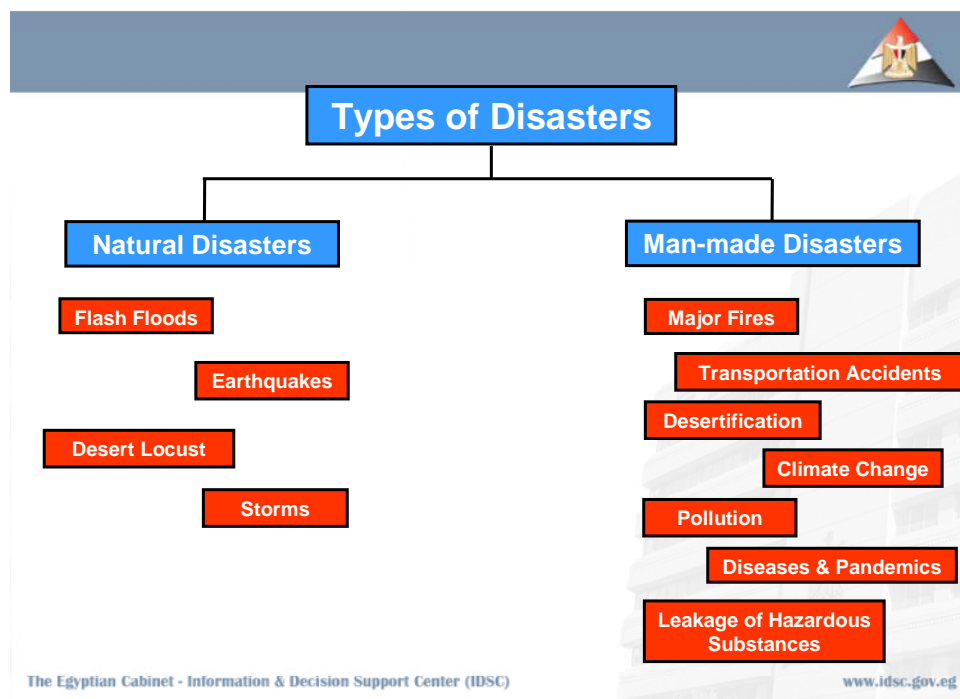 Types of Disasters
Natural Disasters
Flash Floods
Earthquakes
Desert Locust
Storms
Man-made Disasters
Major Fires
Transportation Accidents
Desertification
Climate Change
Pollution
Diseases & Pandemics
Leakage of Hazardous
Substances
The Egyptian Cabinet - Information & Decision Support Center (IDSC)
www.idsc.gov.eg